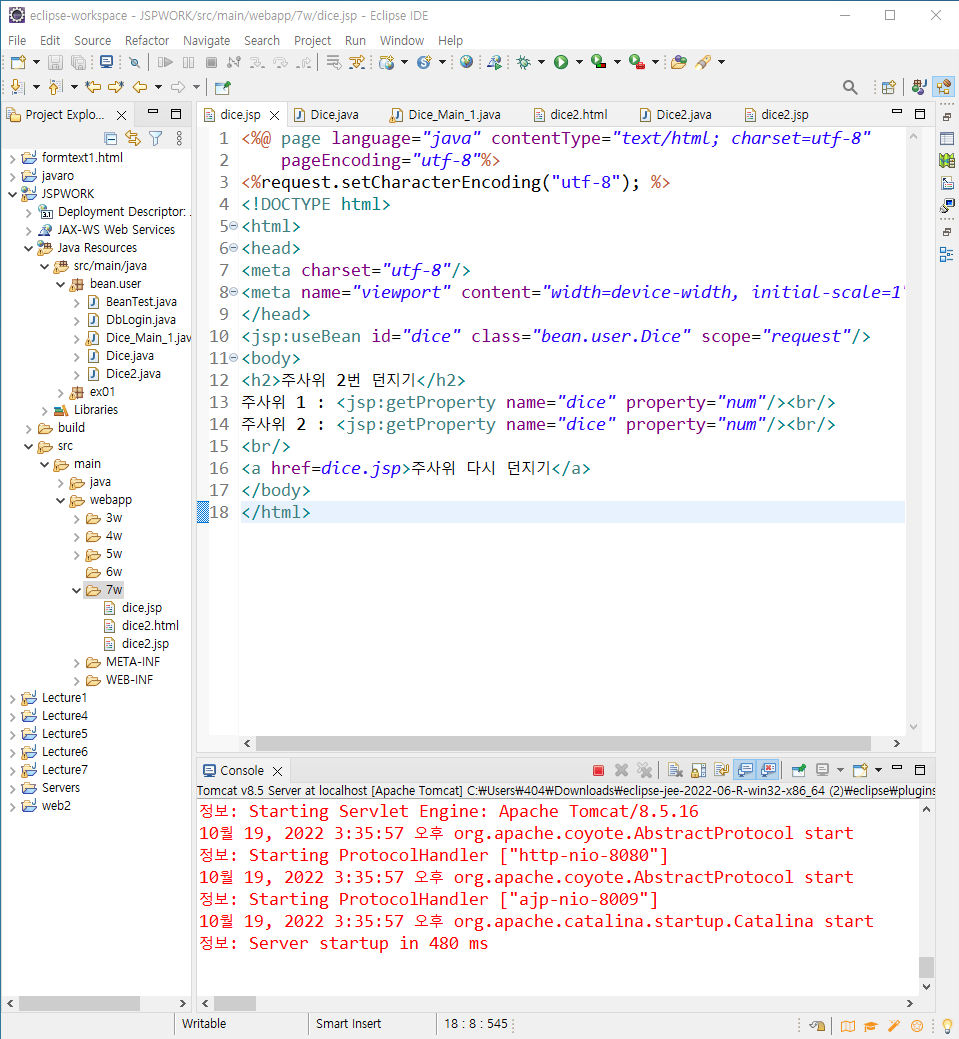 eclipse-workspace - JSPWORK/src/main/webapp/7w/dice.jsp - Eclipse IDE
File Edit Source Refactor Navigate Search Project Run Window Help
Project Explo...
formtext1.html
javaro
JSPWORK
Deployment Descriptor:
JAX-WS Web Services
Java Resources
src/main/java
bean.user
BeanTest.java
DbLogin.java
Dice_Main_1.jav
Dice.java
Dice2.java
ex01
Libraries
build
src
main
java
webapp
3w
4w
5w
6w
7w
dice.jsp
dice2.html
dice2.jsp
META-INF
WEB-INF
Lecture1
Lecture4
Lecture5
Lecture6
Lecture7
Servers
web2
dice.jsp Dice.java Dice_Main_1.java dice2.html Dice2.java dice2.jsp
1 <%@ page language="java" contentType="text/html; charset=utf-8"
2 pageEncoding="utf-8"%>
3 <%request.setCharacterEncoding("utf-8"); %>
4 <!DOCTYPE html>
5 <html>
6 <head>
7 <meta charset="utf-8"/>
8 <meta name="viewport" content="width=device-width, initial-scale=1"
9 </head>
10 <jsp:useBean id="dice" class="bean.user.Dice" scope="request"/>
11 <body>
12 <h2>주사위 2번 던지기</h2>
13 주사위 1 : <jsp:getProperty name="dice" property="num"/><br/>
14 주사위 2 : <jsp:getProperty name="dice" property="num"/><br/>
15 <br/>
16 <a href=dice.jsp>주사위 다시 던지기</a>
17 </body>
18 </html>
Console
Tomcat v8.5 Server at localhost [Apache Tomcat] C:₩Users₩404₩Downloads₩eclipse-jee-2022-06-R-win32-x86_64 (2)₩eclipse₩plugins
정보: Starting Servlet Engine: Apache Tomcat/8.5.16
10월 19, 2022 3:35:57 오후 org.apache.coyote.AbstractProtocol start
정보: Starting ProtocolHandler ["http-nio-8080"]
10월 19, 2022 3:35:57 오후 org.apache.coyote.AbstractProtocol start
정보: Starting ProtocolHandler ["ajp-nio-8009"]
10월 19, 2022 3:35:57 오후 org.apache.catalina.startup.Catalina start
정보: Server startup in 480 ms
Writable Smart Insert 18 : 8 : 545